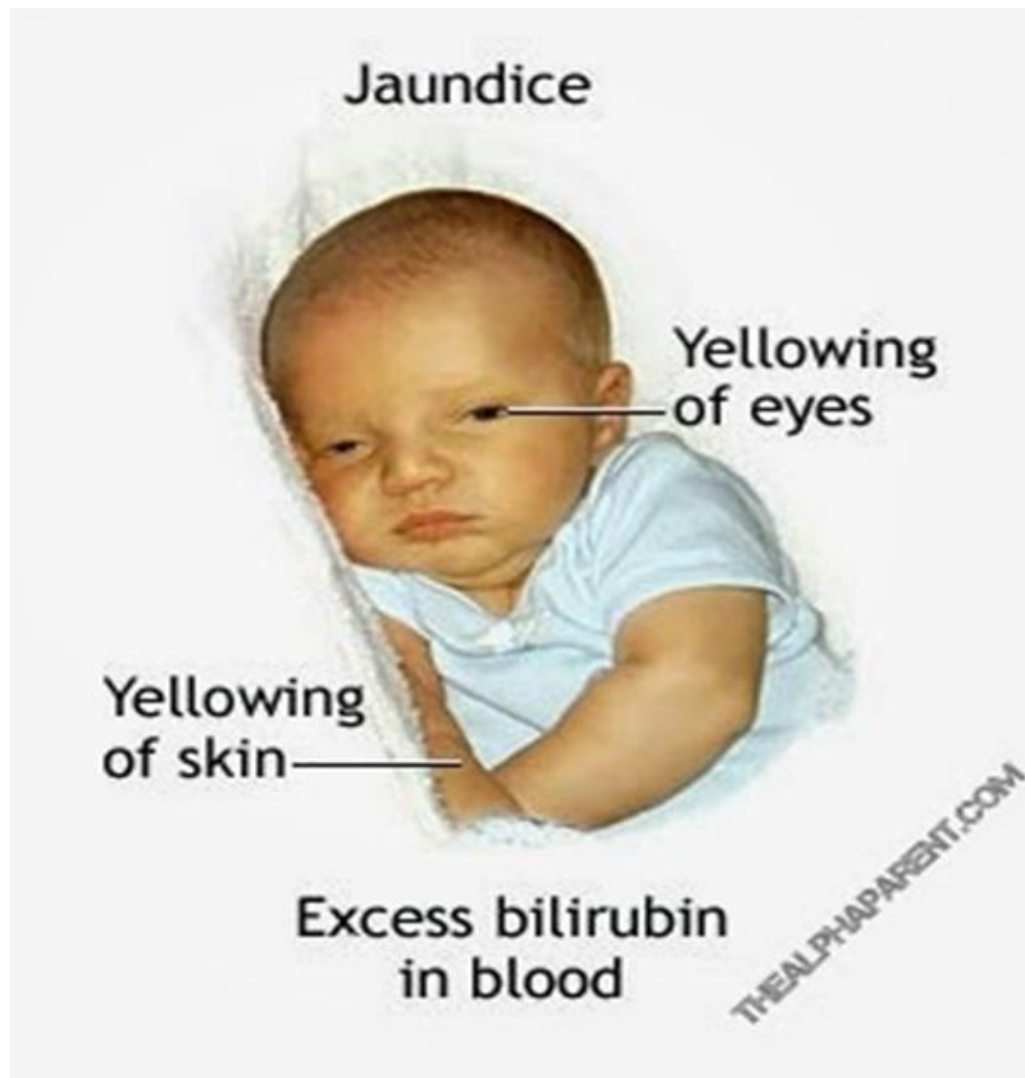 Jaundice
Yellowing
of eyes
Yellowing
of skin
Excess bilirubin
in blood
THEALPHAPARENT.COM